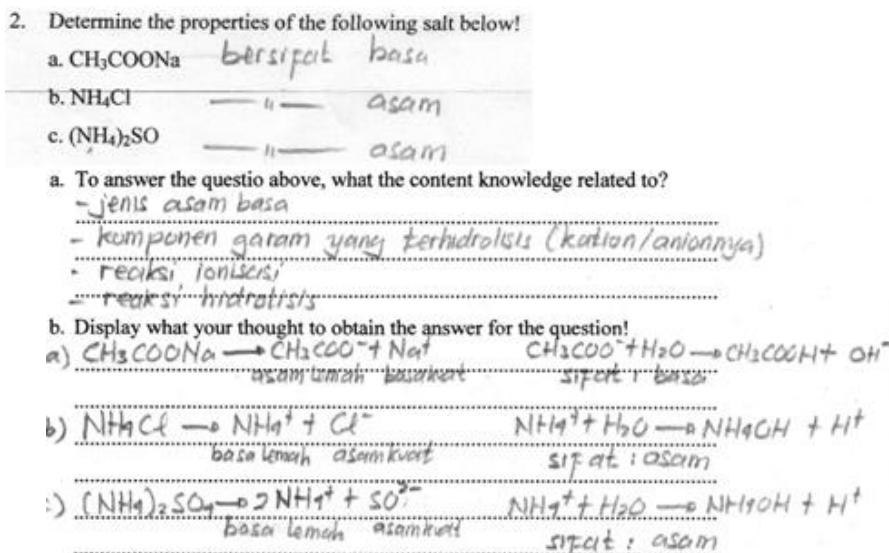 2. Determine the properties of the following salt below!
a. CH₃COONa bersifat basa
b. NH₄Cl — 〃 — asam
c. (NH₄)₂SO — 〃 — asam
a. To answer the questio above, what the content knowledge related to?
- jenis asam basa
- komponen garam yang terhidrolisis (kation/anionnya)
- reaksi ionisasi
- reaksi hidrolisis
b. Display what your thought to obtain the answer for the question!
a) CH₃COONa → CH₃COO⁻ + Na⁺ CH₃COO⁻ + H₂O → CH₃COOH + OH⁻
asam lemah basa kuat sifat : basa
b) NH₄Cl → NH₄⁺ + Cl⁻ NH₄⁺ + H₂O → NH₄OH + H⁺
basa lemah asam kuat sifat : asam
:) (NH₄)₂SO₄ → 2 NH₄⁺ + SO²⁻ NH₄⁺ + H₂O → NH₄OH + H⁺
basa lemah asam kuat sifat : asam